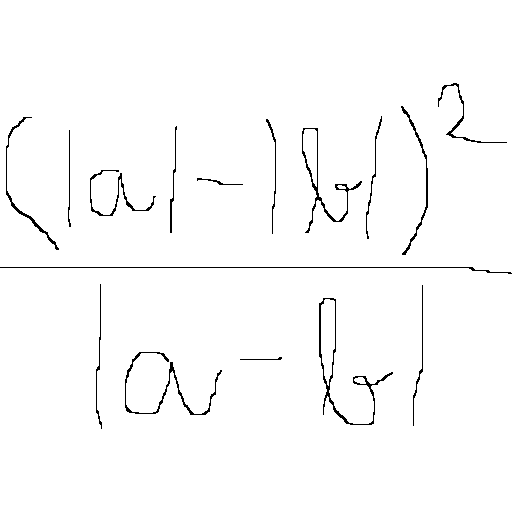 (|a| - |b|)²
|a - b|